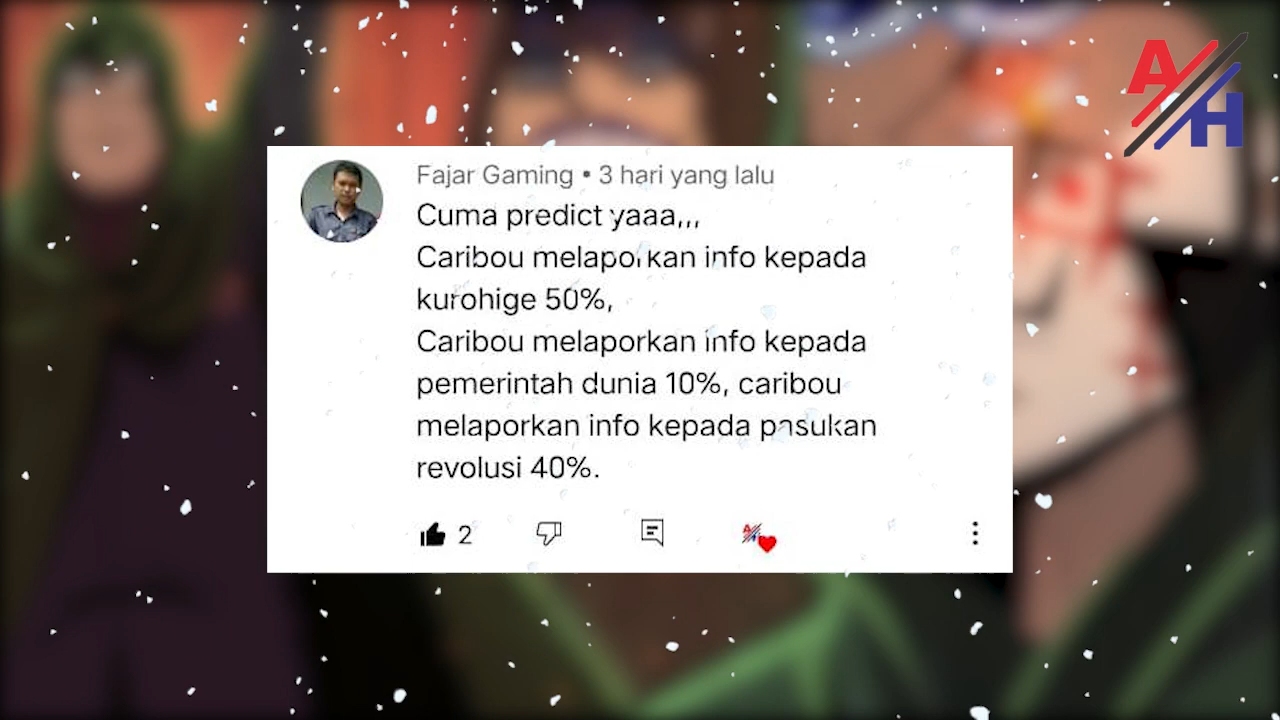 A/H
Fajar Gaming • 3 hari yang lalu
Cuma predict yaaa,,,
Caribou melaporkan info kepada
kurohige 50%,
Caribou melaporkan info kepada
pemerintah dunia 10%, caribou
melaporkan info kepada pasukan
revolusi 40%.
2